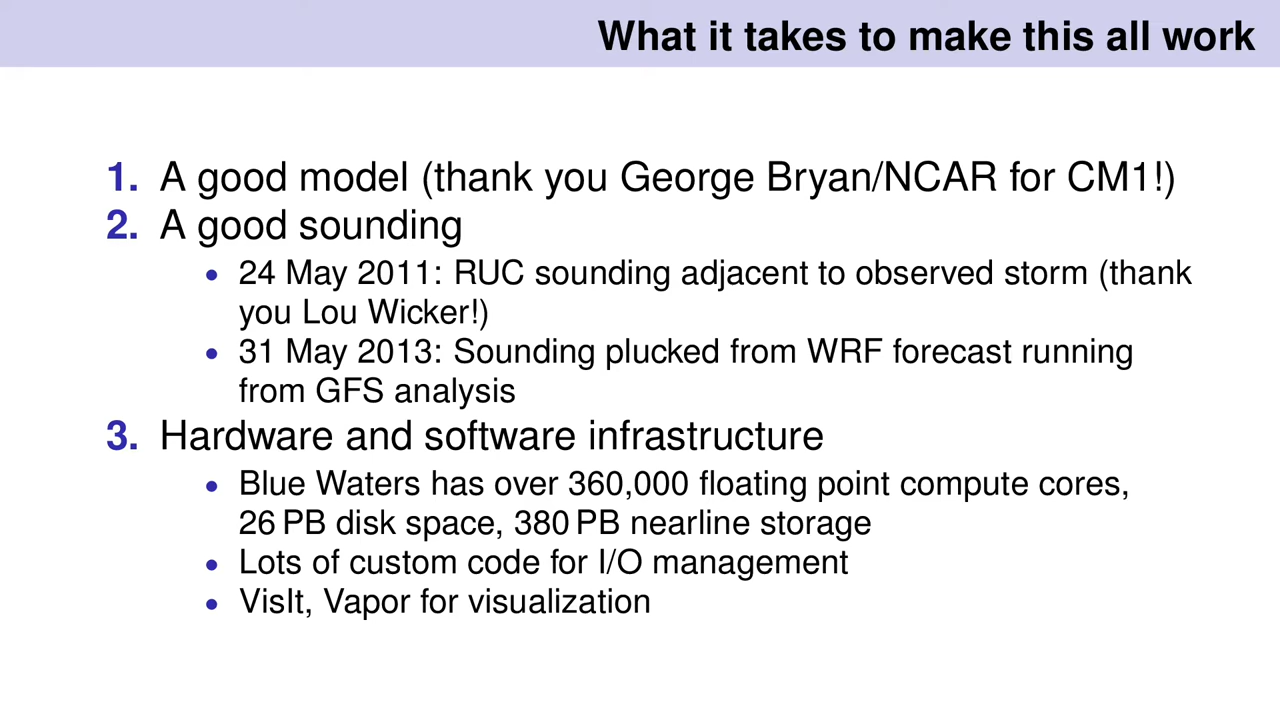 What it takes to make this all work
1. A good model (thank you George Bryan/NCAR for CM1!)
2. A good sounding
• 24 May 2011: RUC sounding adjacent to observed storm (thank
you Lou Wicker!)
• 31 May 2013: Sounding plucked from WRF forecast running
from GFS analysis
3. Hardware and software infrastructure
• Blue Waters has over 360,000 floating point compute cores,
26 PB disk space, 380 PB nearline storage
• Lots of custom code for I/O management
• VisIt, Vapor for visualization